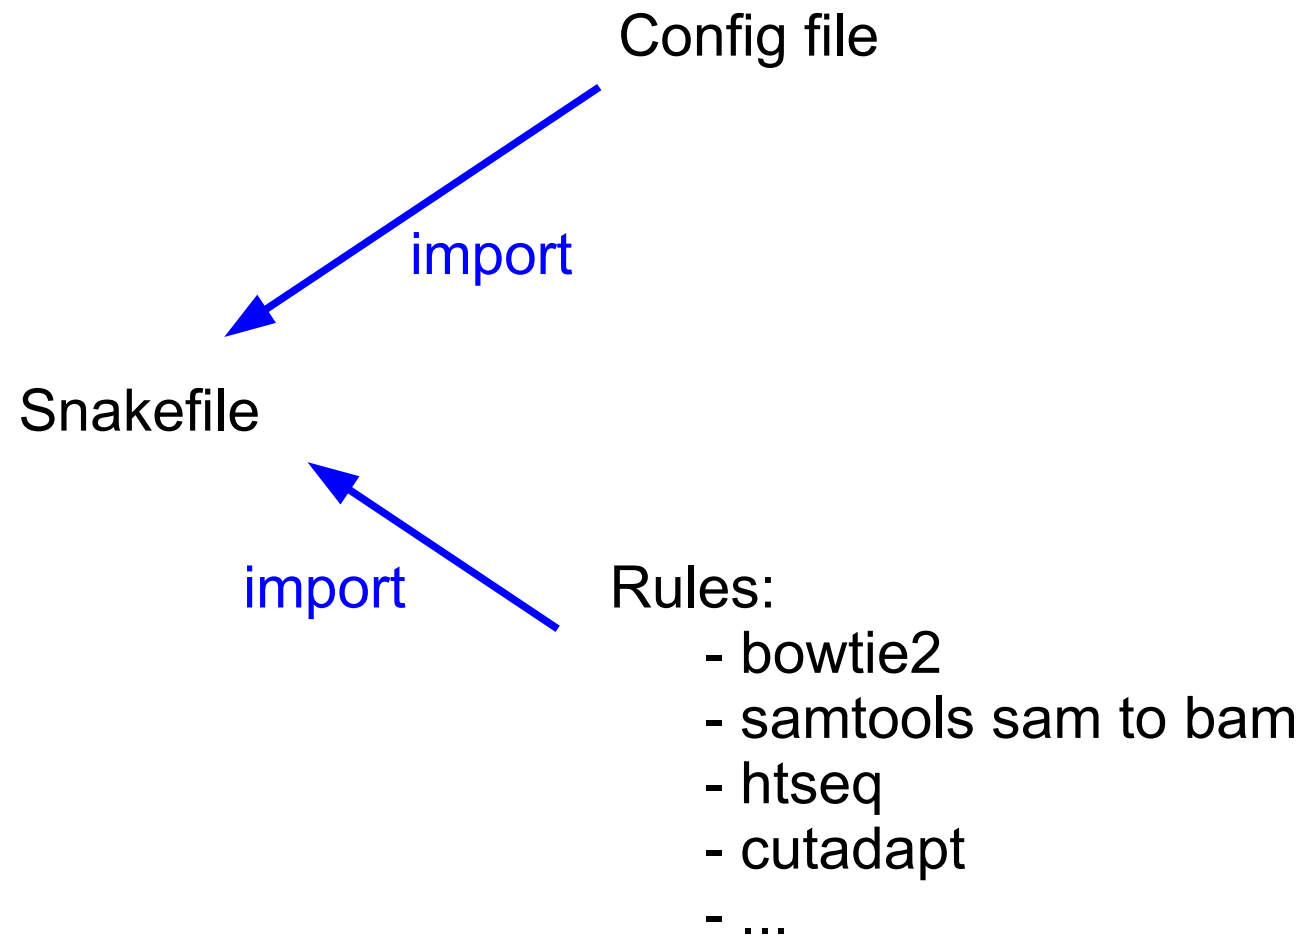 Config file
import
Snakefile
import
Rules:
- bowtie2
- samtools sam to bam
- htseq
- cutadapt
- ...